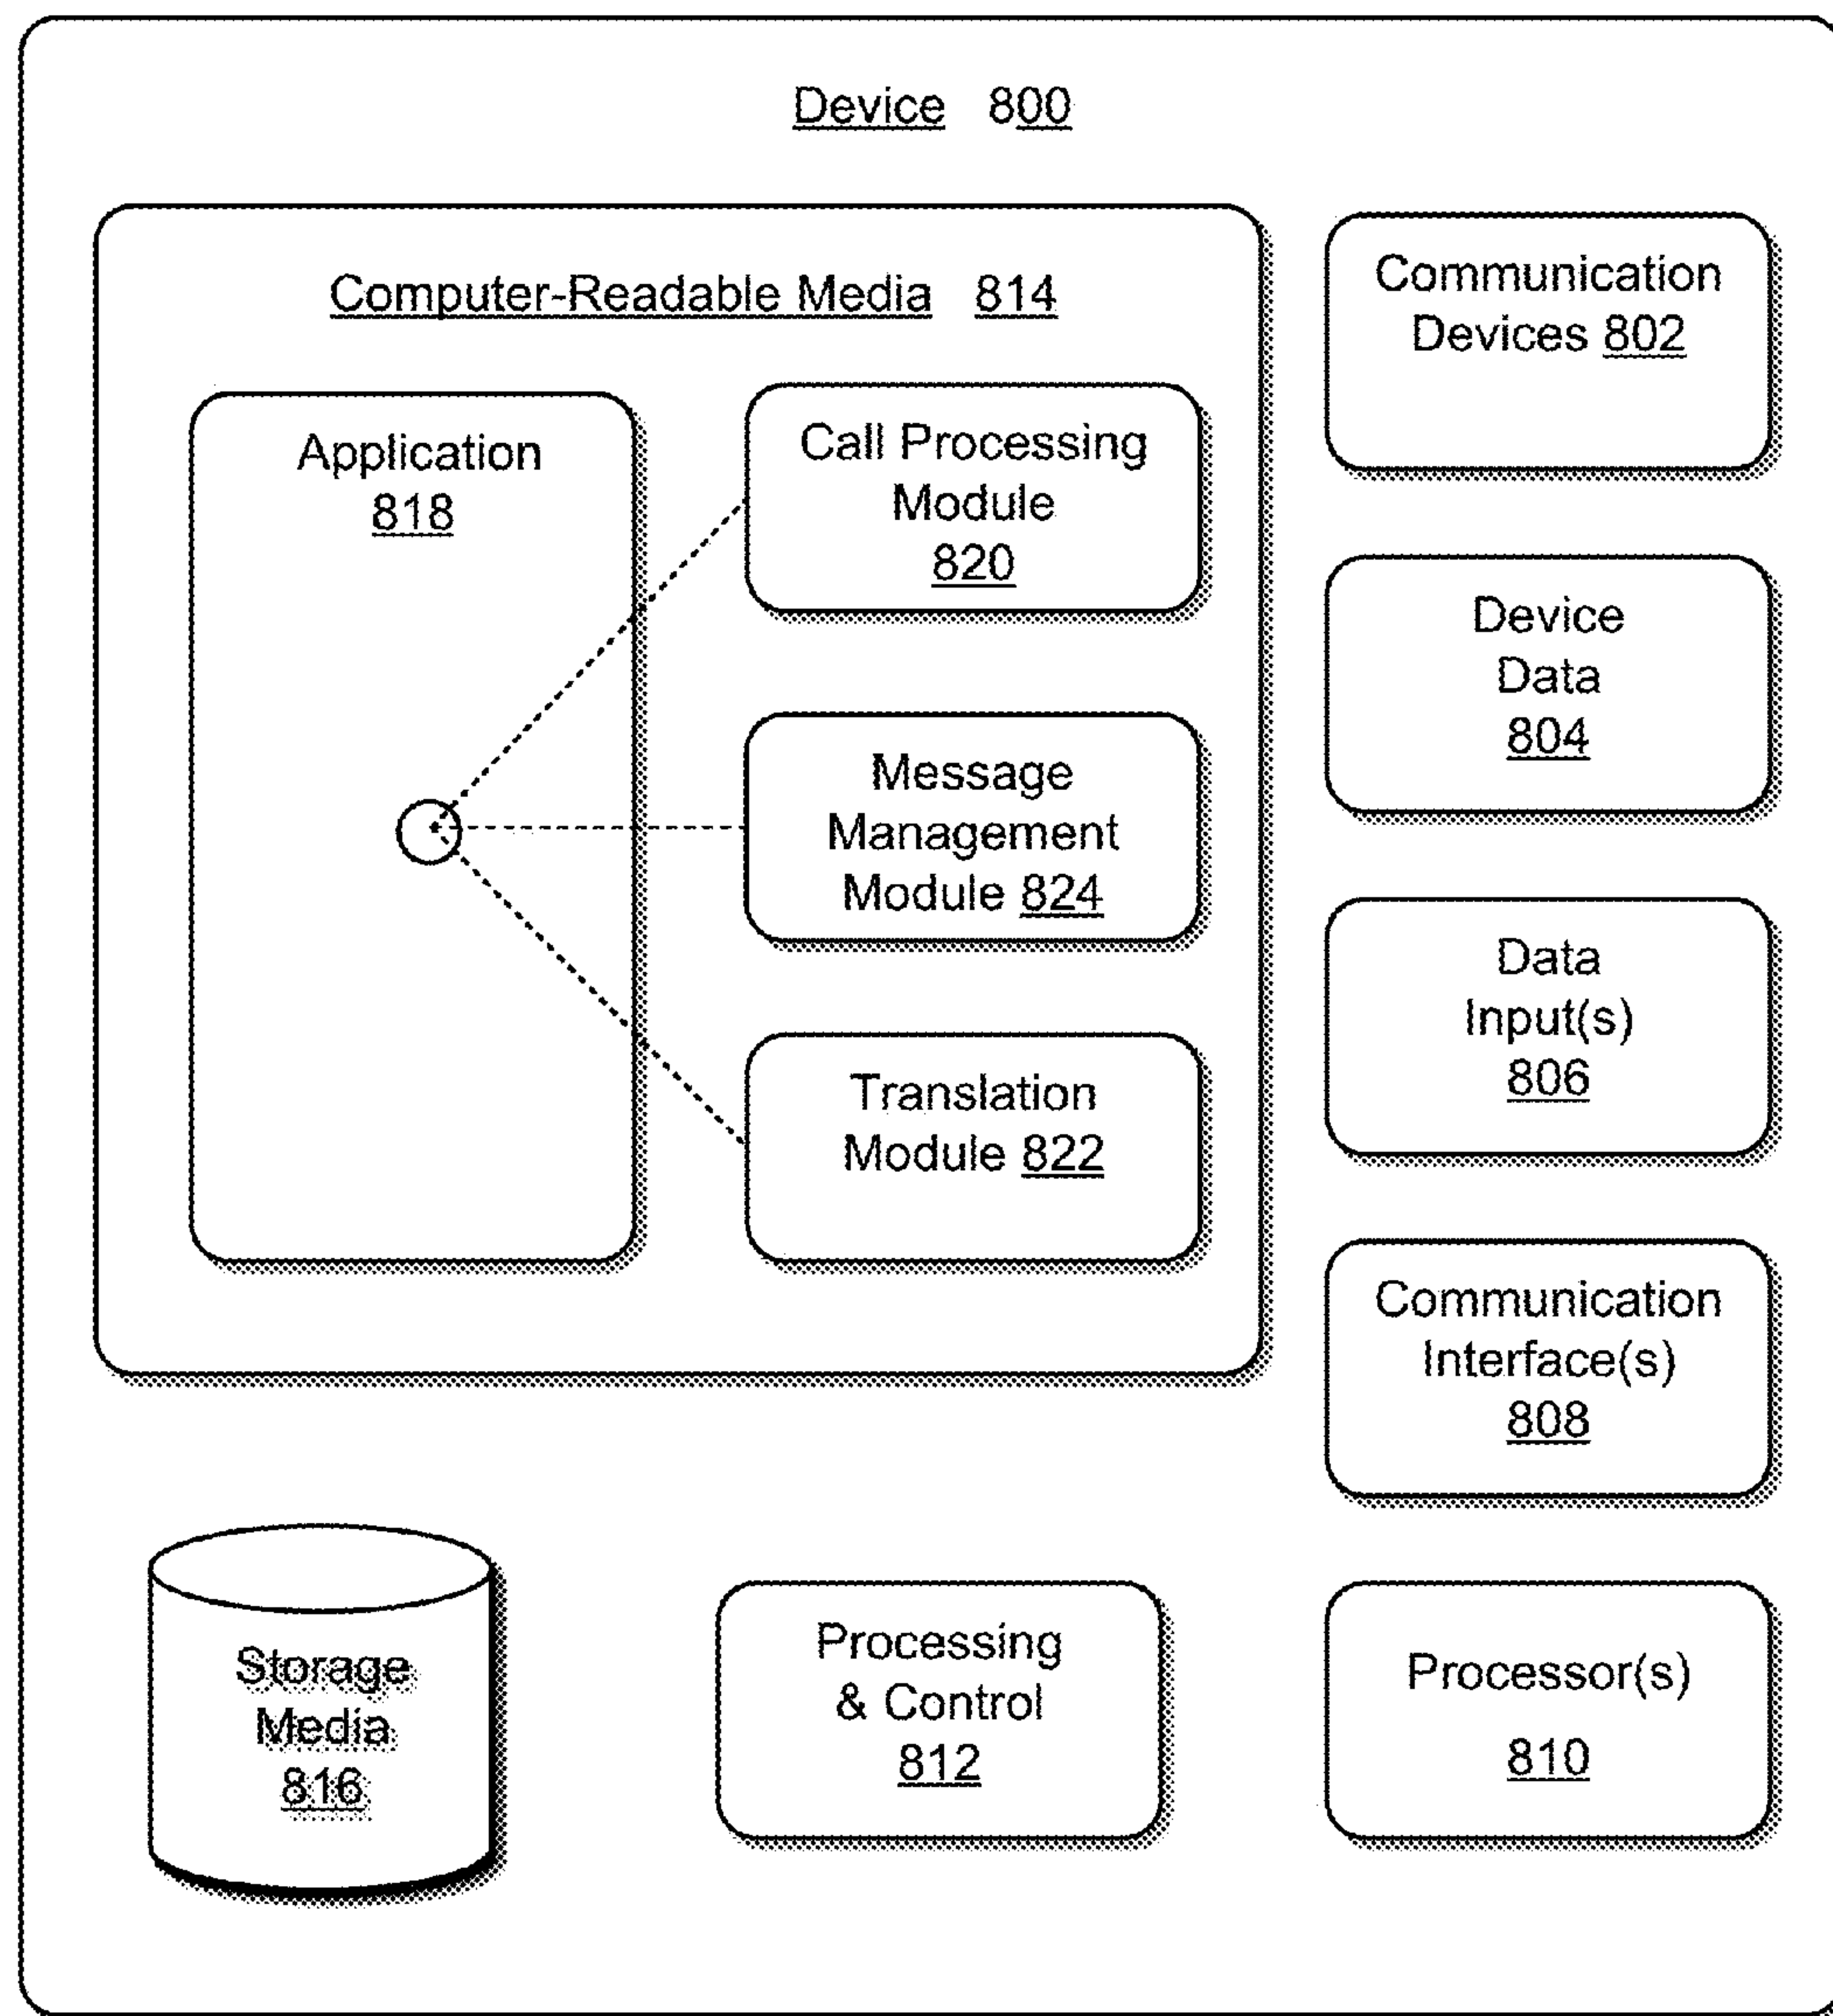 Device 800
Computer-Readable Media 814
Application
818
Call Processing
Module
820
Message
Management
Module 824
Translation
Module 822
Communication
Devices 802
Device
Data
804
Data
Input(s)
806
Communication
Interface(s)
808
Storage
Media
816
Processing
& Control
812
Processor(s)
810